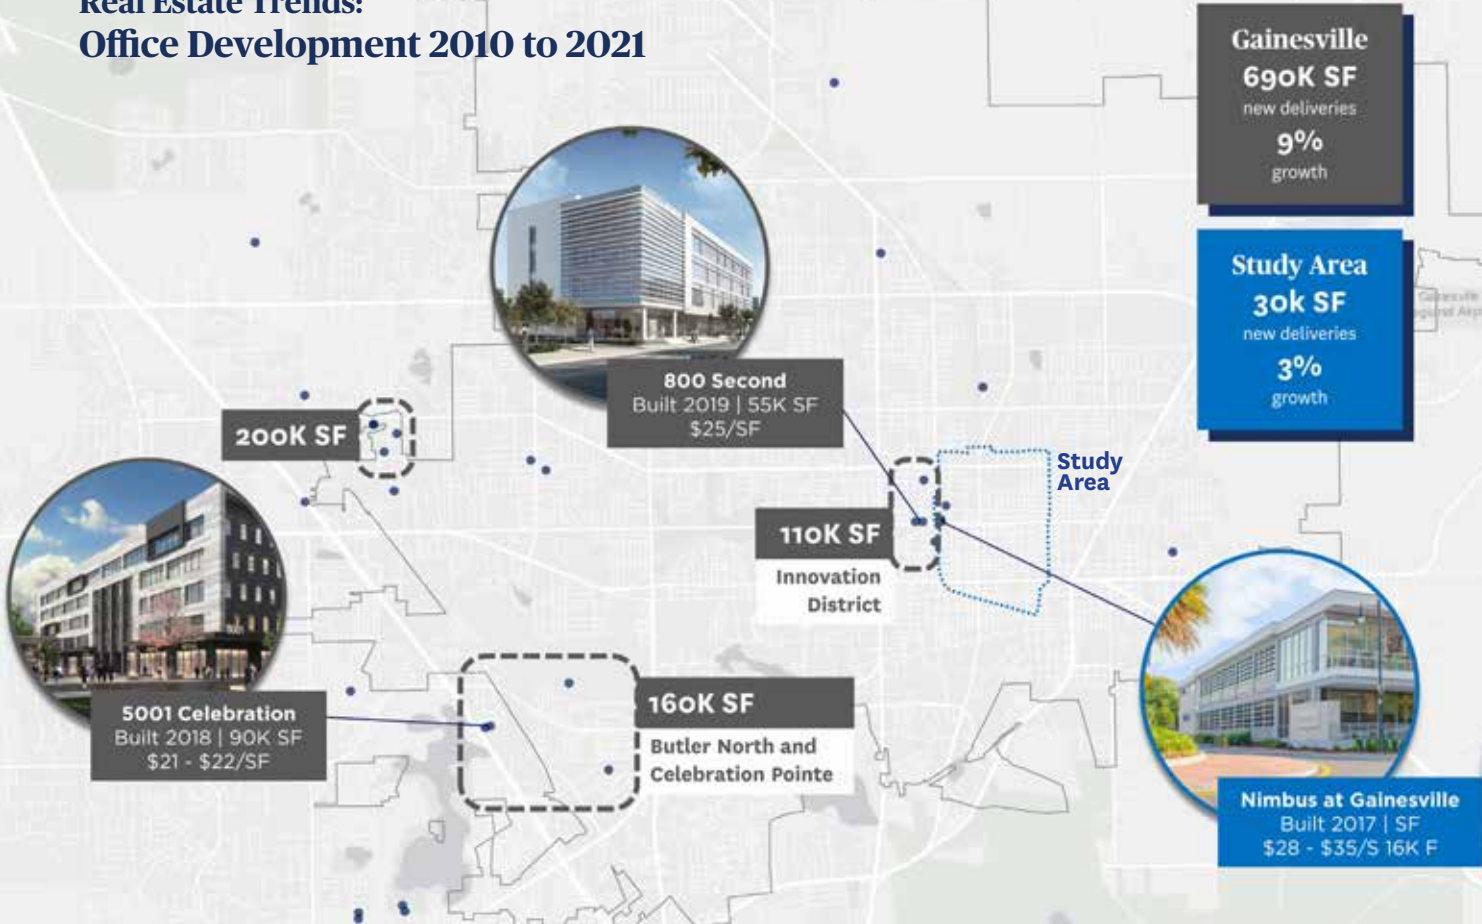 Real Estate Trends:
Office Development 2010 to 2021
Gainesville
690K SF
new deliveries
9%
growth
Study Area
30k SF
new deliveries
3%
growth
800 Second
Built 2019 | 55K SF
$25/SF
200K SF
Study
Area
110K SF
Innovation
District
5001 Celebration
Built 2018 | 90K SF
$21 - $22/SF
160K SF
Butler North and
Celebration Pointe
Nimbus at Gainesville
Built 2017 | SF
$28 - $35/S 16K F